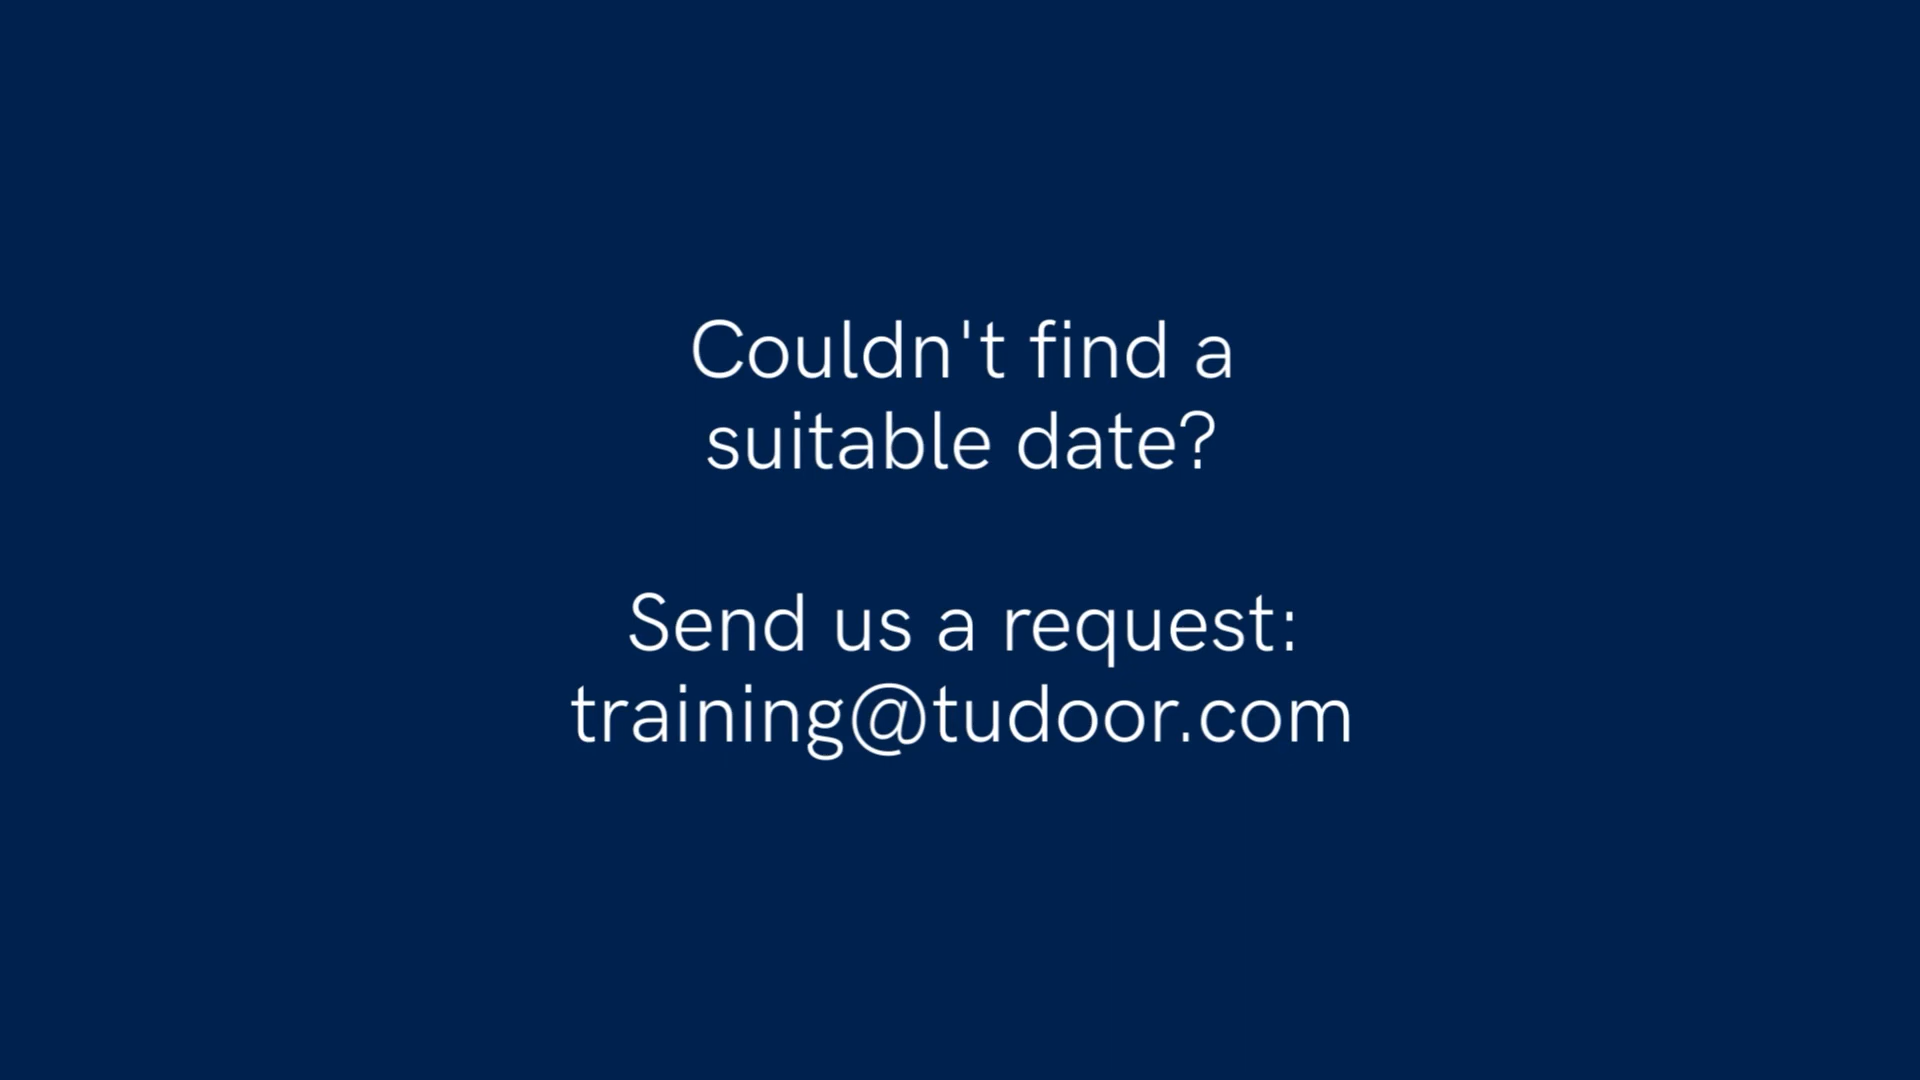 Couldn't find a
suitable date?
Send us a request:
training@tudoor.com